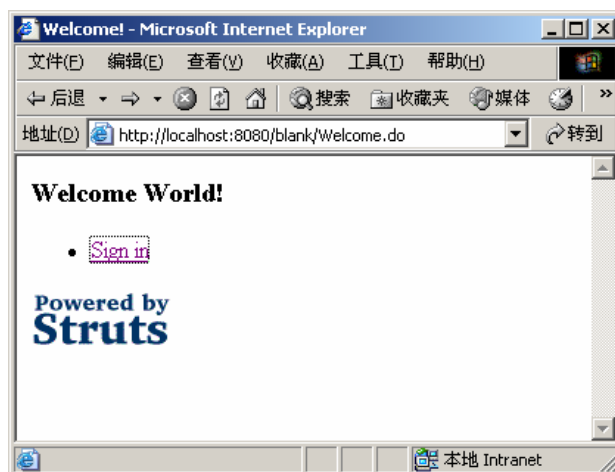 Welcome! - Microsoft Internet Explorer
文件(F) 编辑(E) 查看(V) 收藏(A) 工具(T) 帮助(H)
后退 搜索 收藏夹 媒体 »
地址(D) http://localhost:8080/blank/Welcome.do 转到
Welcome World!
• Sign in
Powered by
Struts
本地 Intranet